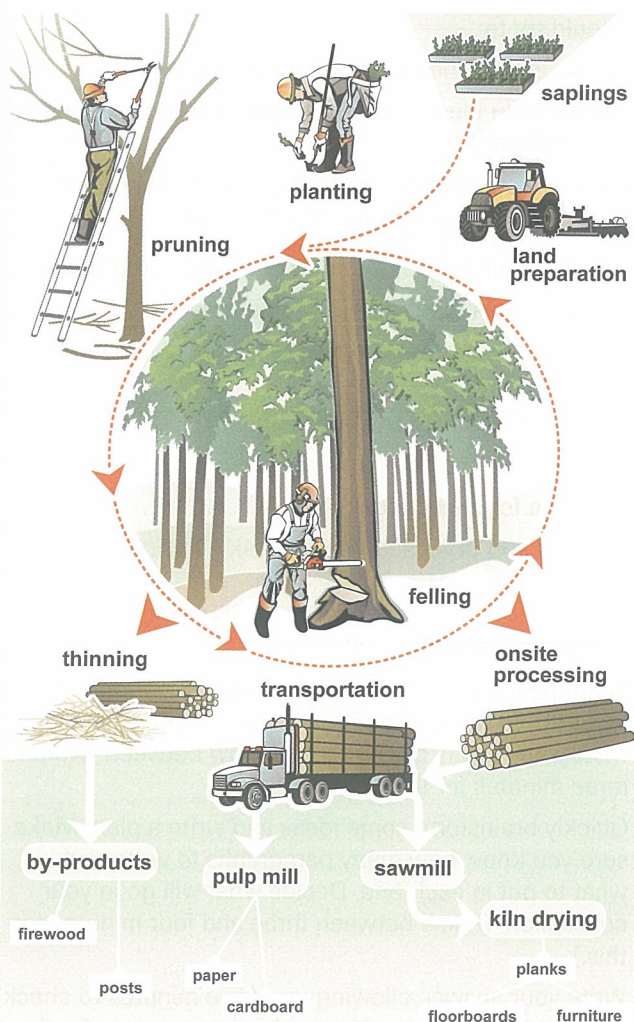 saplings
planting
pruning
land
preparation
felling
thinning
onsite
processing
transportation
by-products
pulp mill
sawmill
kiln drying
firewood
posts
paper
cardboard
planks
floorboards
furniture